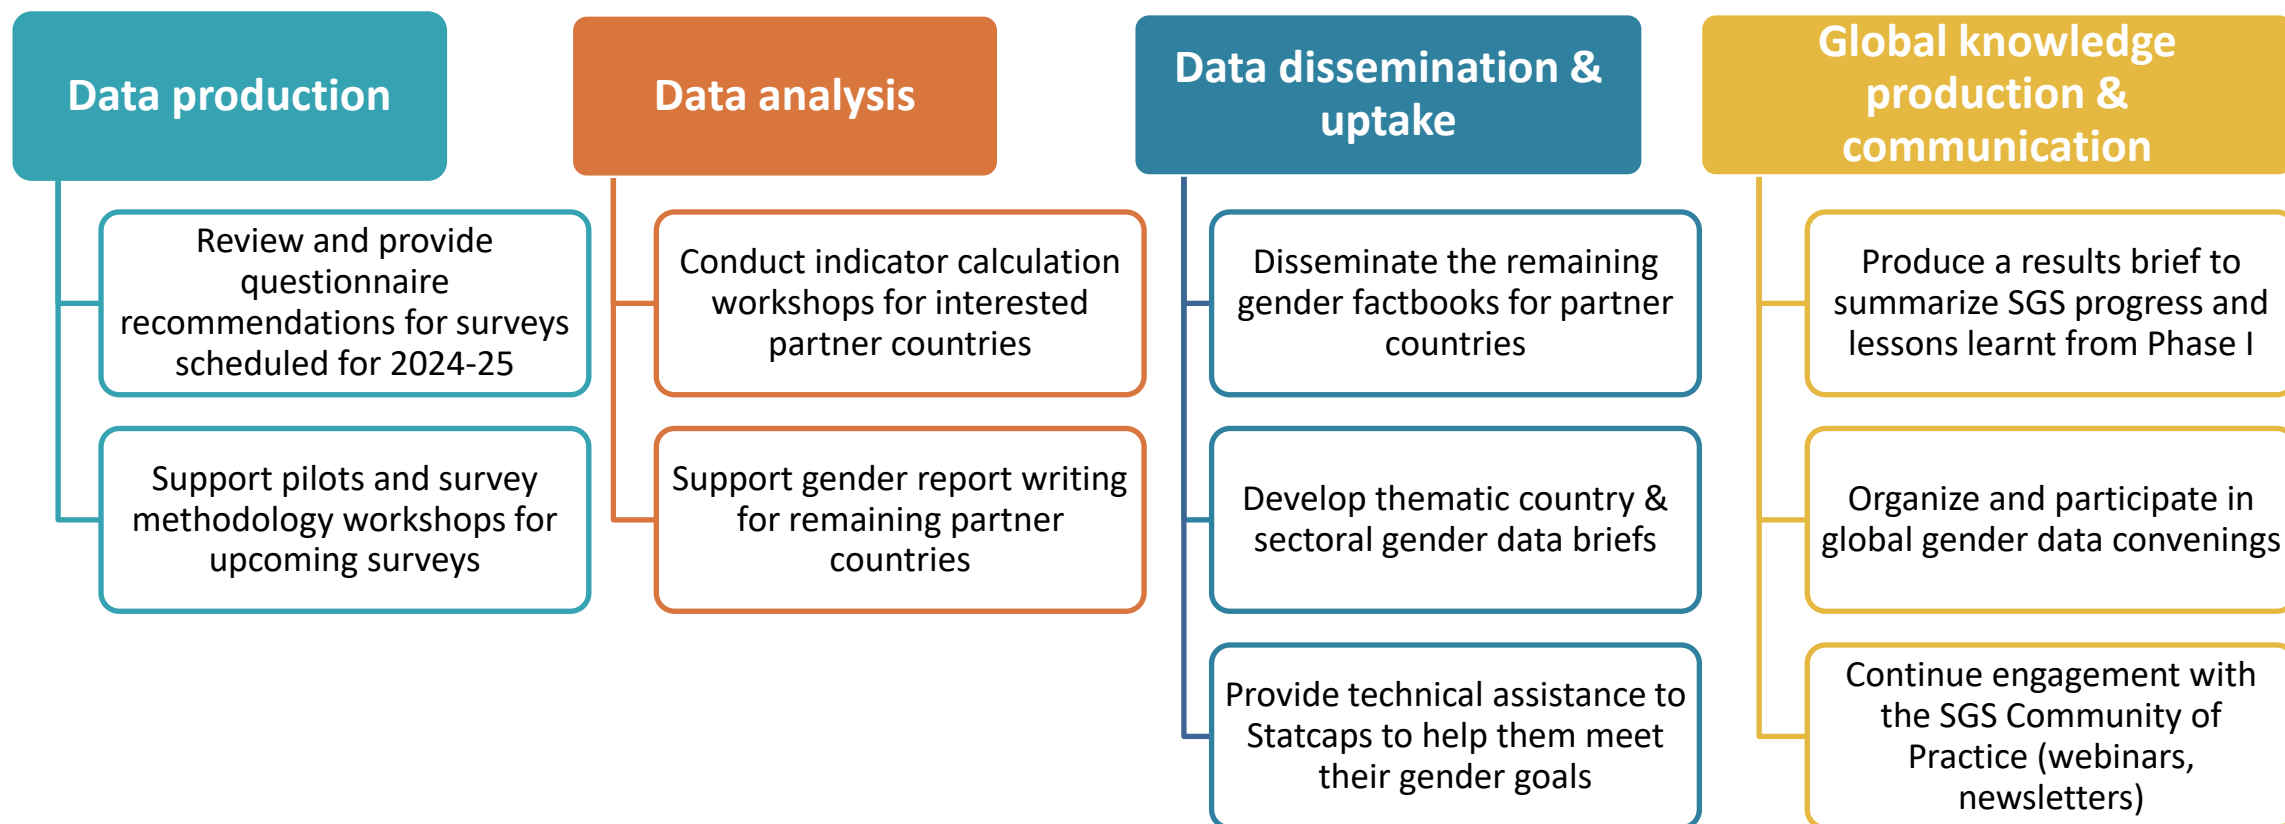 Data production
Review and provide
questionnaire
recommendations for surveys
scheduled for 2024-25
Support pilots and survey
methodology workshops for
upcoming surveys
Data analysis
Conduct indicator calculation
workshops for interested
partner countries
Support gender report writing
for remaining partner
countries
Data dissemination &
uptake
Disseminate the remaining
gender factbooks for partner
countries
Develop thematic country &
sectoral gender data briefs
Provide technical assistance to
Statcaps to help them meet
their gender goals
Global knowledge
production &
communication
Produce a results brief to
summarize SGS progress and
lessons learnt from Phase I
Organize and participate in
global gender data convenings
Continue engagement with
the SGS Community of
Practice (webinars,
newsletters)